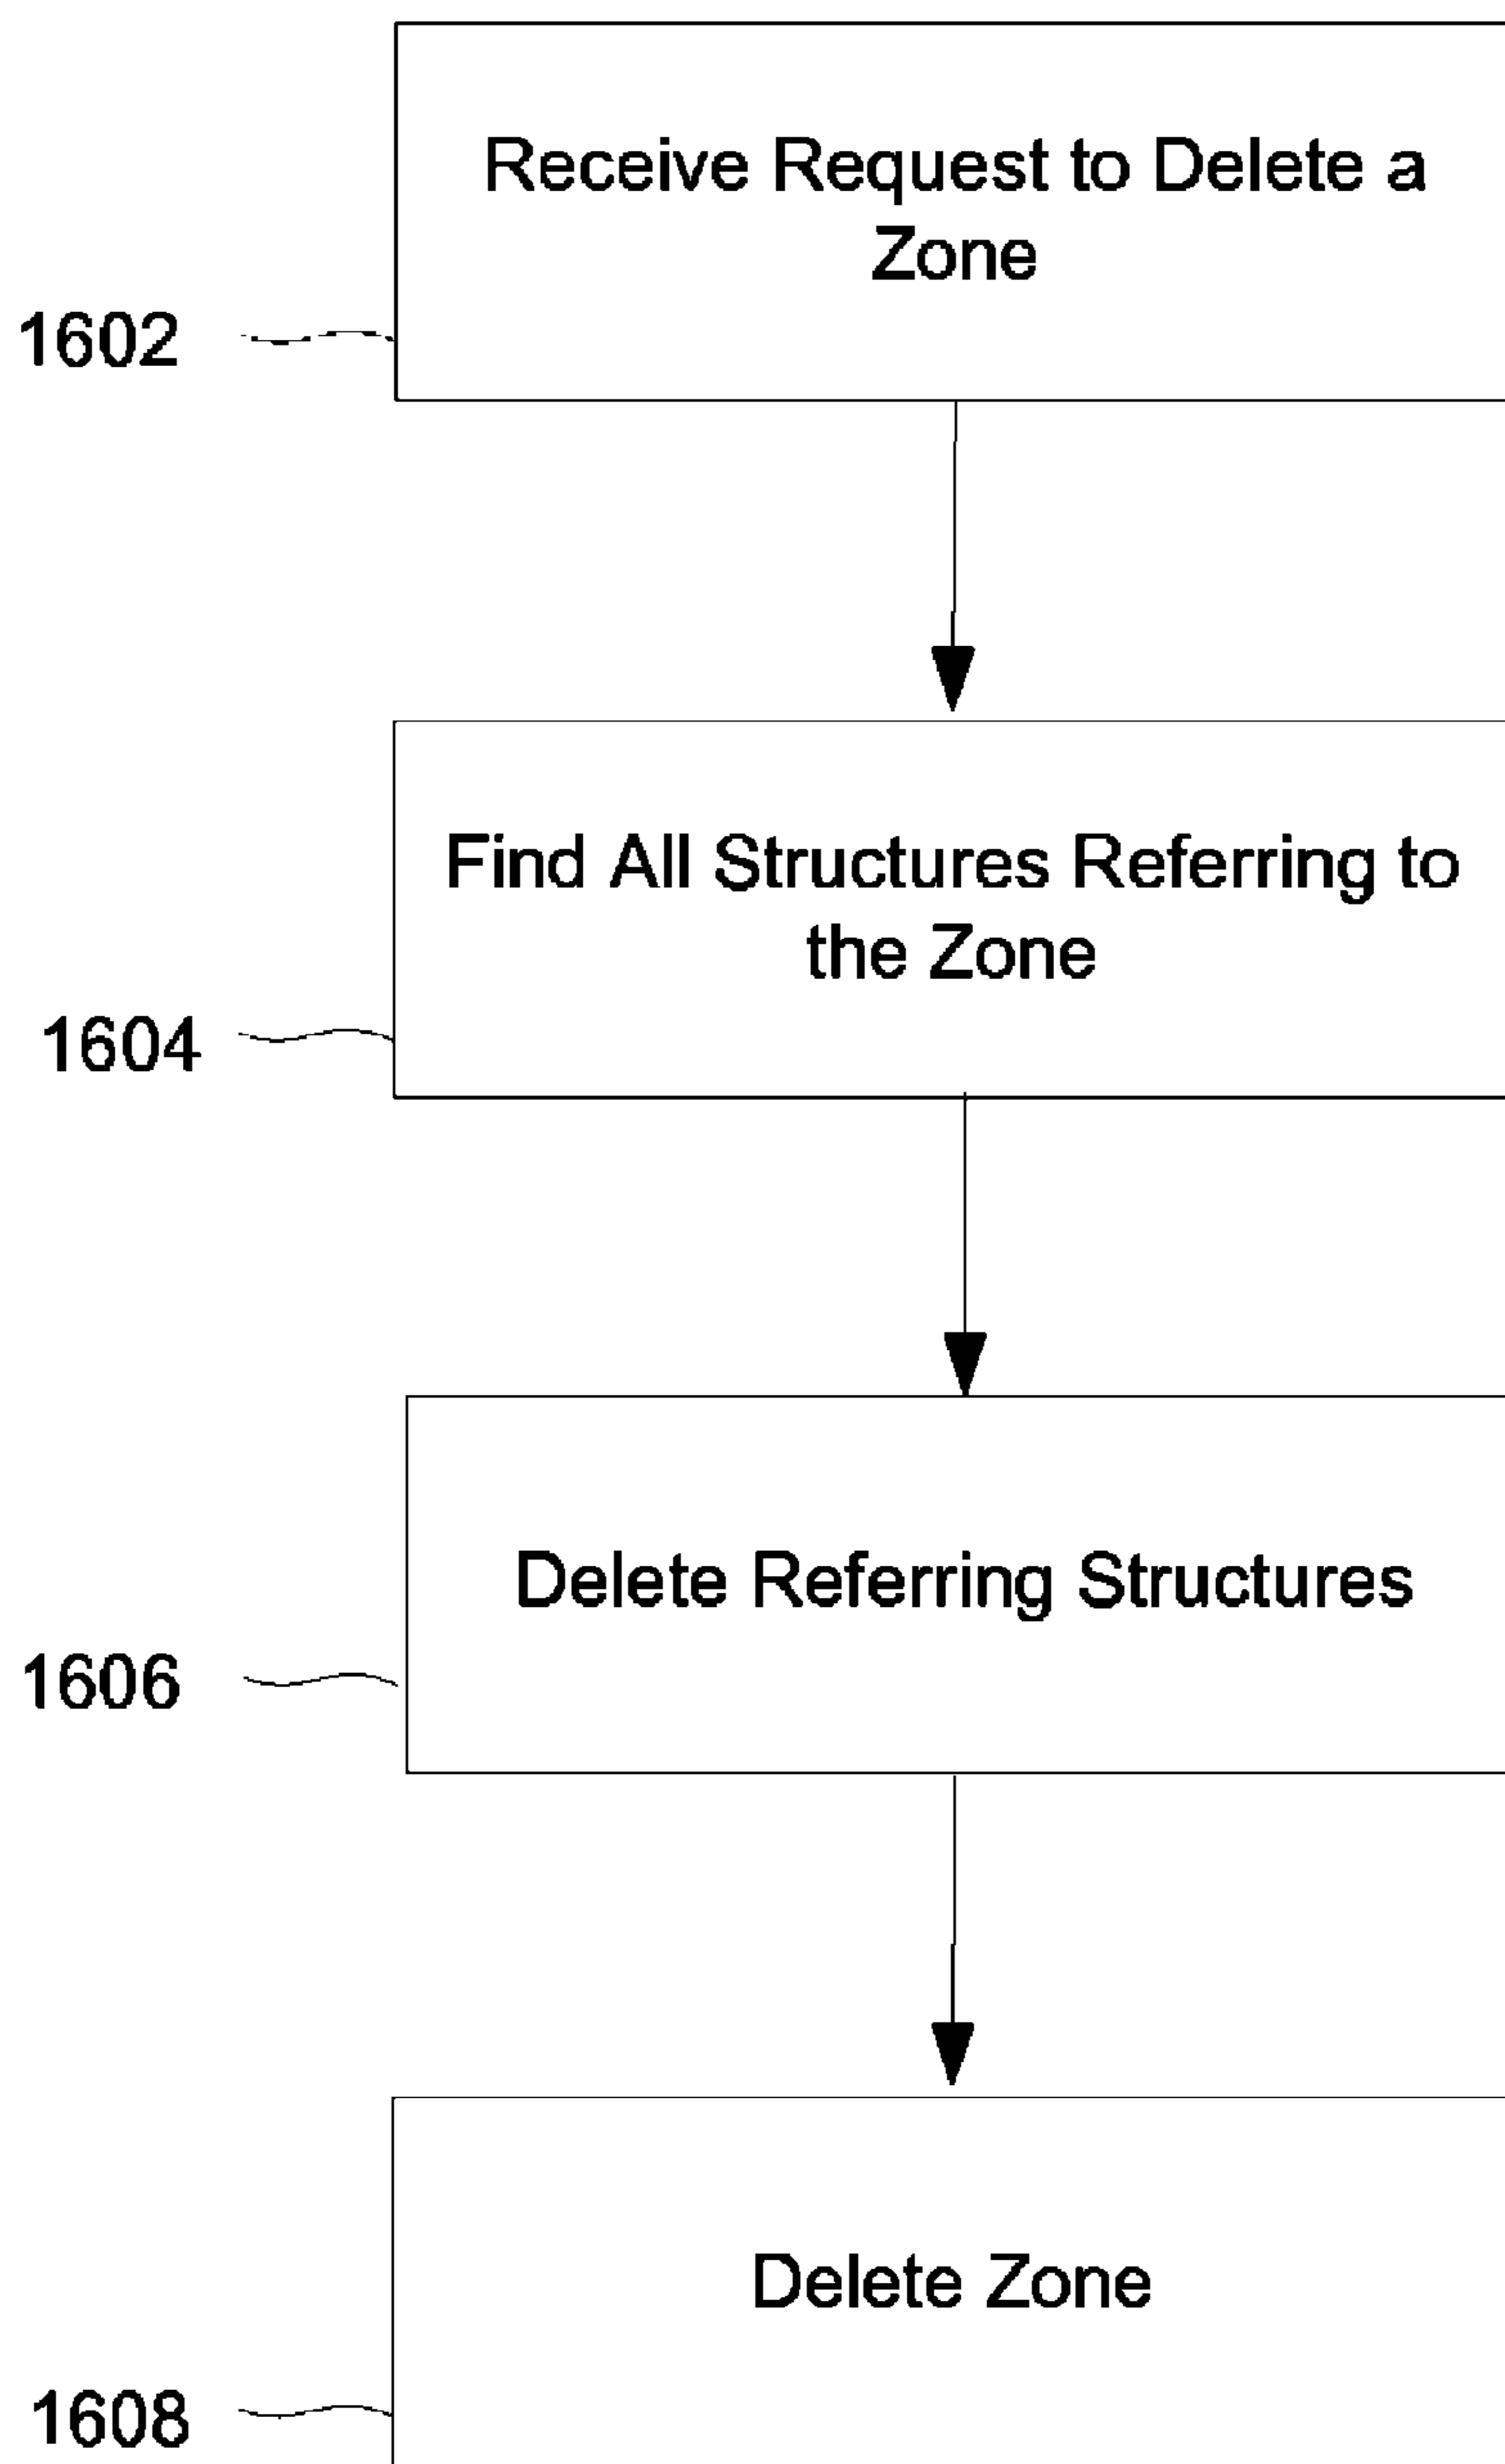 Receive Request to Delete a
Zone
1602
Find All Structures Referring to
the Zone
1604
Delete Referring Structures
1606
Delete Zone
1608